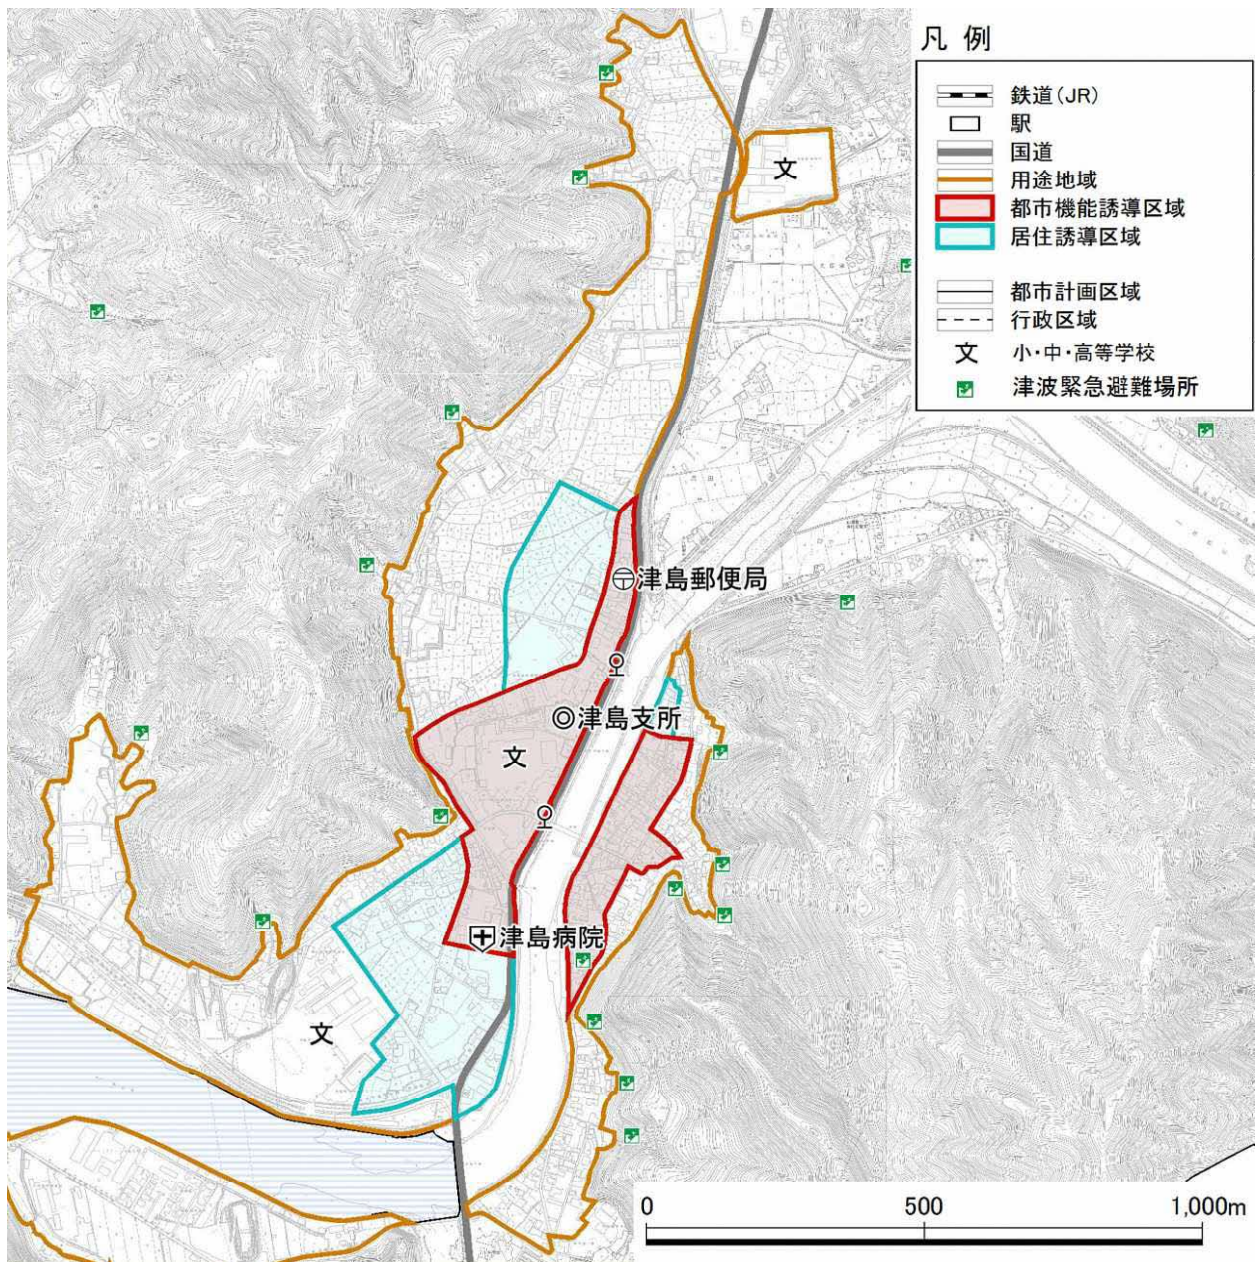 凡 例
鉄道(JR)
駅
国道
用途地域
都市機能誘導区域
居住誘導区域
都市計画区域
行政区域
文 小・中・高等学校
津波緊急避難場所
文
津島郵便局
津島支所
文
津島病院
文
0 500 1,000m